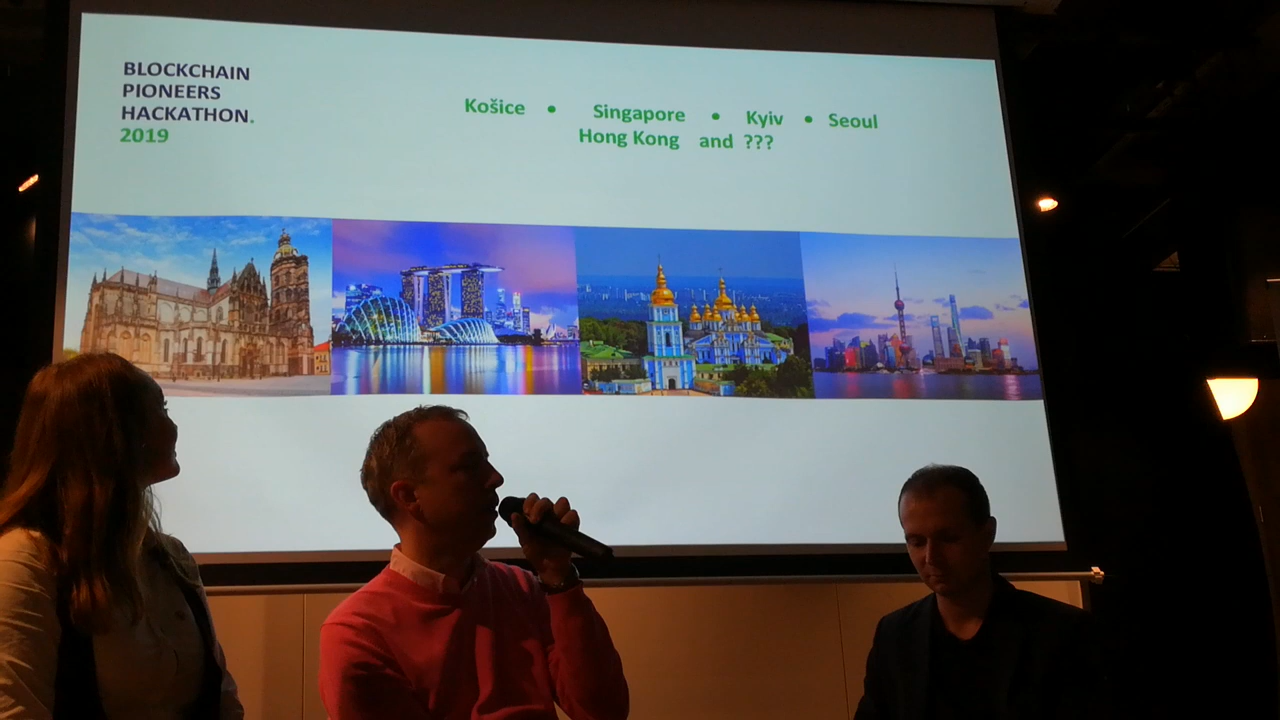 BLOCKCHAIN
PIONEERS
HACKATHON.
2019
Košice • Singapore • Kyiv • Seoul
Hong Kong and ???